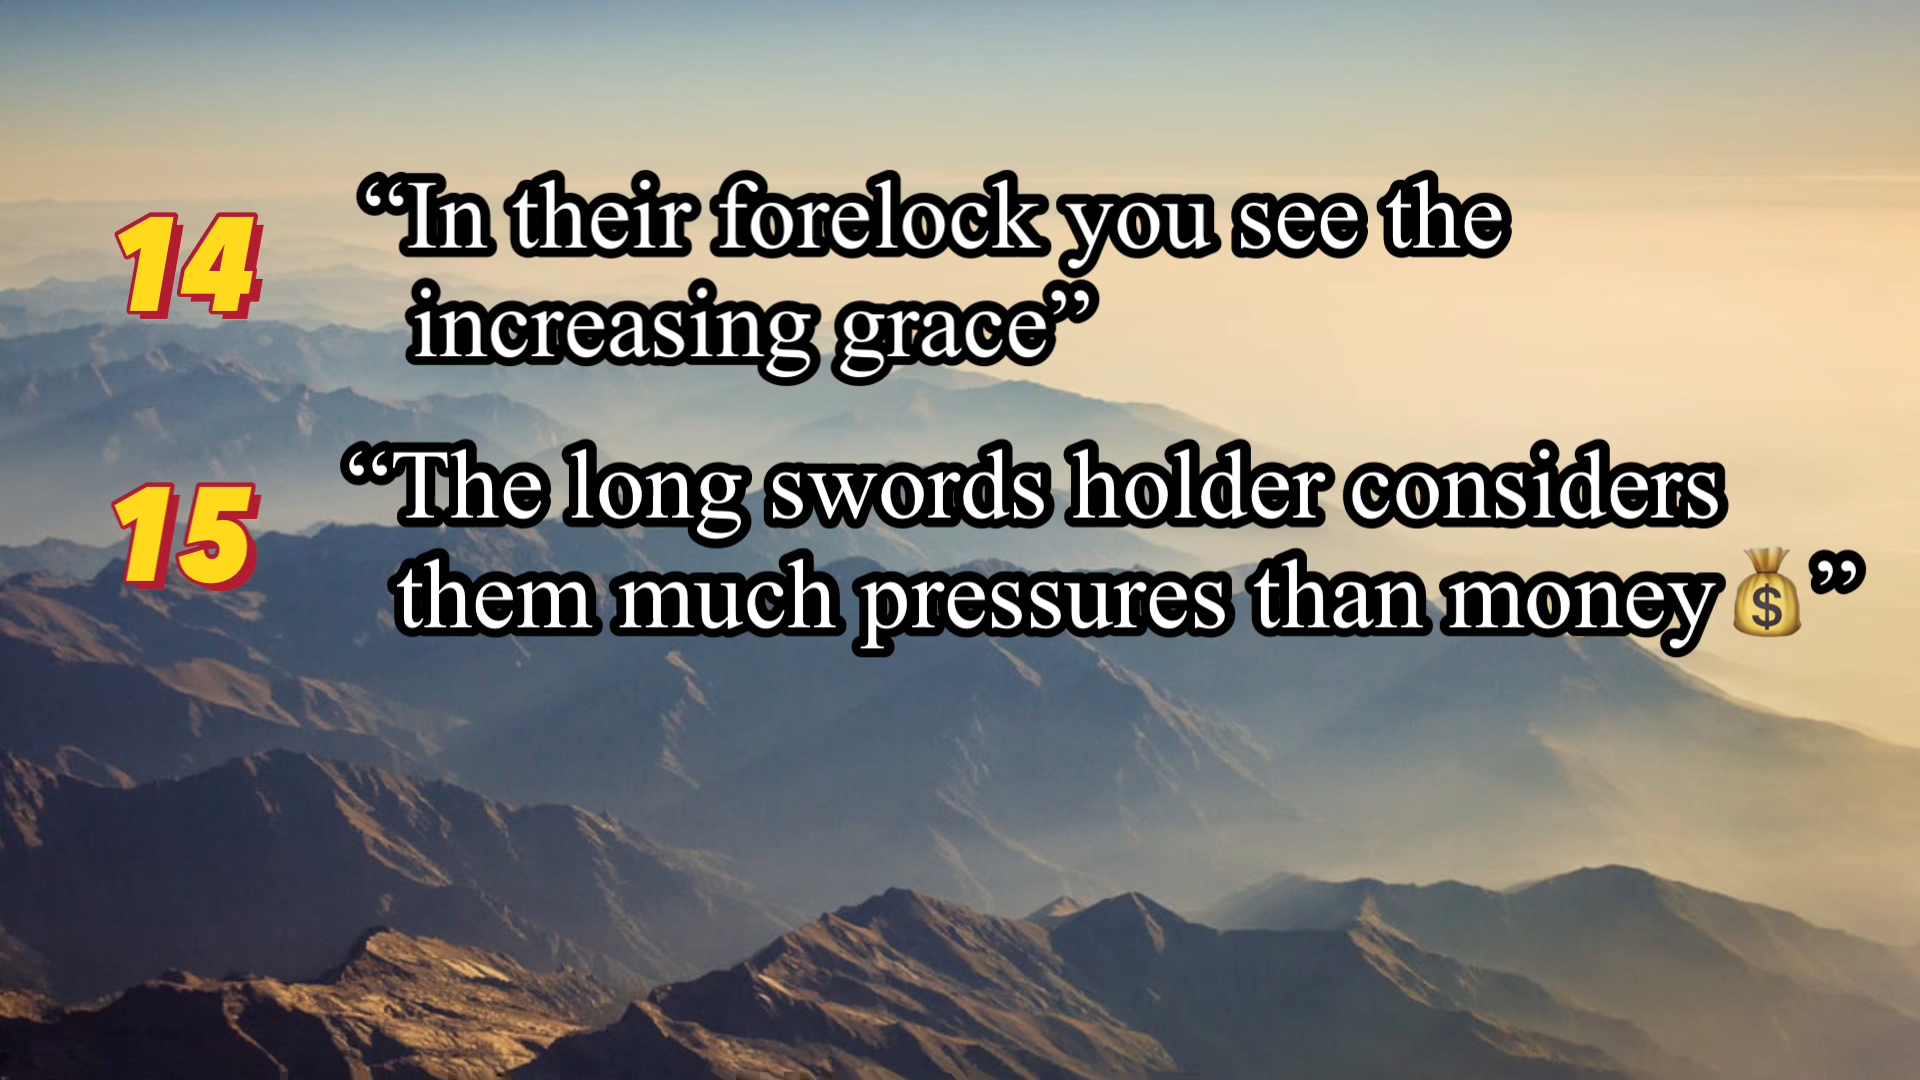 14 “In their forelock you see the
increasing grace”
15 “The long swords holder considers
them much pressures than money💰”